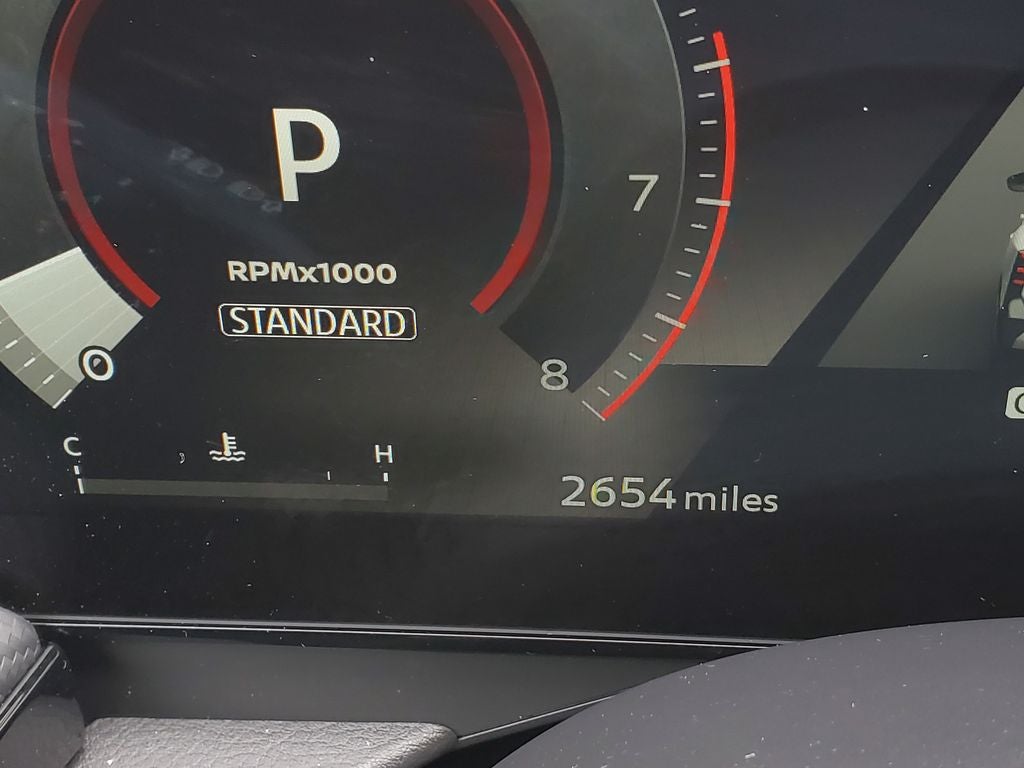 P
7
RPMx1000
STANDARD
0
8
C
H
2654 miles